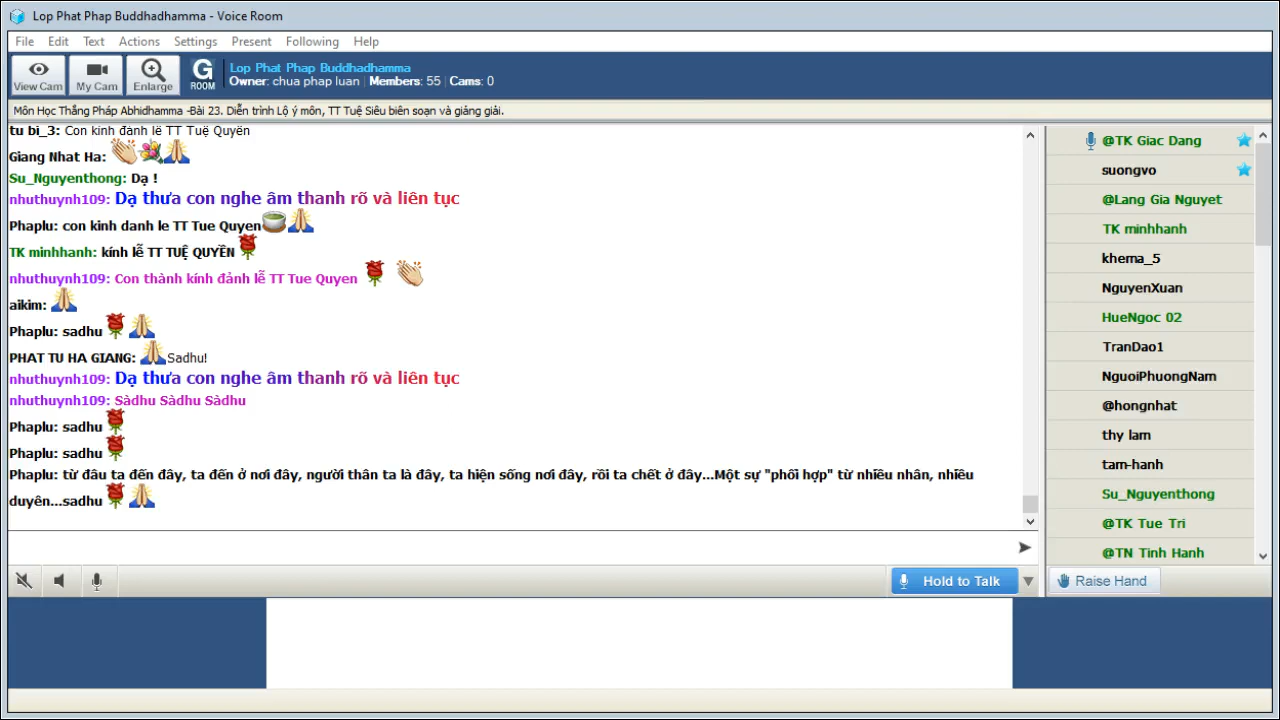 Lop Phat Phap Buddhadhamma - Voice Room
File Edit Text Actions Settings Present Following Help
View Cam My Cam Enlarge G ROOM
Lop Phat Phap Buddhadhamma
Owner: chua phap luan Members: 55 Cams: 0
Môn Học Thắng Pháp Abhidhamma -Bài 23. Diễn trình Lộ ý môn, TT Tuệ Siêu biên soạn và giảng giải.
tu bi_3: Con kinh đảnh lễ TT Tuệ Quyền
Giang Nhat Ha:
Su_Nguyenthong: Dạ !
nhuthuynh109: Dạ thưa con nghe âm thanh rõ và liên tục
Phaplu: con kinh danh le TT Tue Quyen
TK minhhanh: kính lễ TT TUỆ QUYỀN
nhuthuynh109: Con thành kính đảnh lễ TT Tue Quyen
aikim:
Phaplu: sadhu
PHAT TU HA GIANG: Sadhu!
nhuthuynh109: Dạ thưa con nghe âm thanh rõ và liên tục
nhuthuynh109: Sàdhu Sàdhu Sàdhu
Phaplu: sadhu
Phaplu: sadhu
Phaplu: từ đâu ta đến đây, ta đến ở nơi đây, người thân ta là đây, ta hiện sống nơi đây, rồi ta chết ở đây...Một sự "phối hợp" từ nhiều nhân, nhiều
duyên...sadhu
@TK Giac Dang
suongvo
@Lang Gia Nguyet
TK minhhanh
khema_5
NguyenXuan
HueNgoc 02
TranDao1
NguoiPhuongNam
@hongnhat
thy lam
tam-hanh
Su_Nguyenthong
@TK Tue Tri
@TN Tinh Hanh
Hold to Talk
Raise Hand